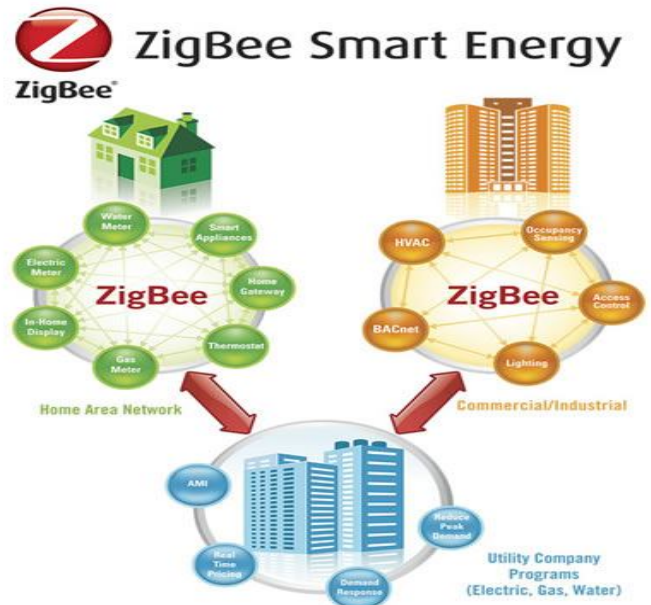 ZigBee Smart Energy
ZigBee®
Water
Meter
Smart
Appliances
Electric
Meter
Home
Gateway
ZigBee
In-Home
Display
Thermostat
Gas
Meter
Home Area Network
HVAC
Occupancy
Sensing
ZigBee
Access
Control
BACnet
Lighting
Commercial/Industrial
AMI
Reduce
Peak
Demand
Real
Time
Pricing
Demand
Response
Utility Company
Programs
(Electric, Gas, Water)